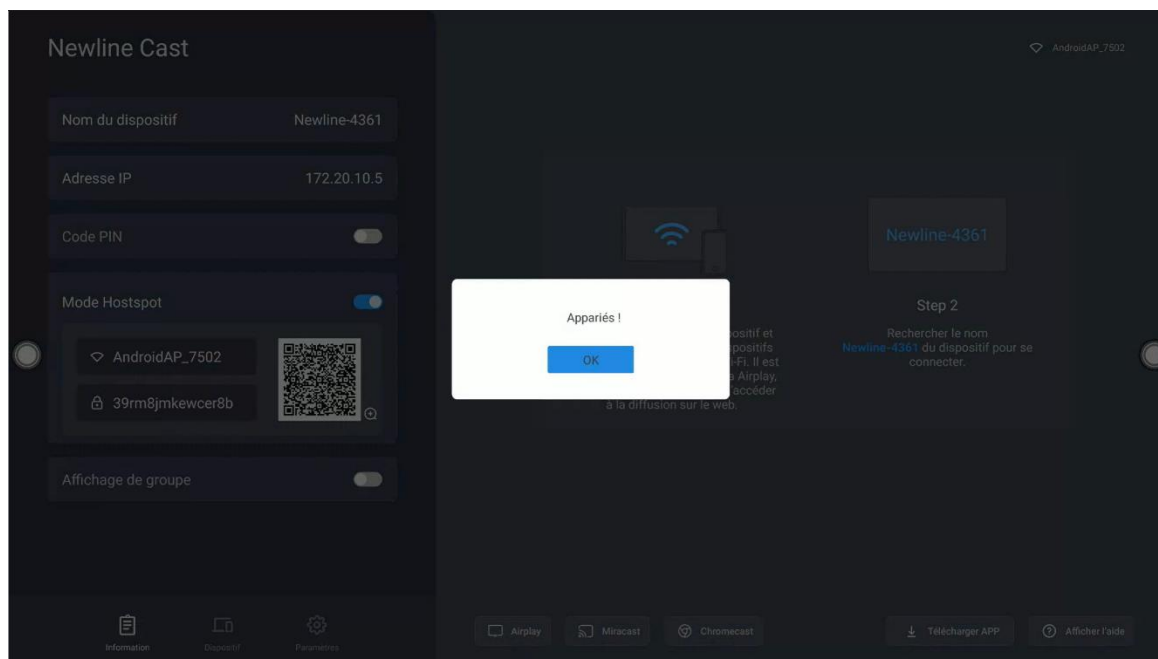 Newline Cast
AndroidAP_7502
Nom du dispositif
Newline-4361
Adresse IP
172.20.10.5
Code PIN
Mode Hostspot
AndroidAP_7502
39rm8jmkewcer8b
Affichage de groupe
Information
Dispositif
Paramètres
Newline-4361
Step 2
Rechercher le nom
Newline-4361 du dispositif pour se
connecter.
Appariés !
OK
à la diffusion sur le web.
Airplay
Miracast
Chromecast
Télécharger APP
Afficher l'aide